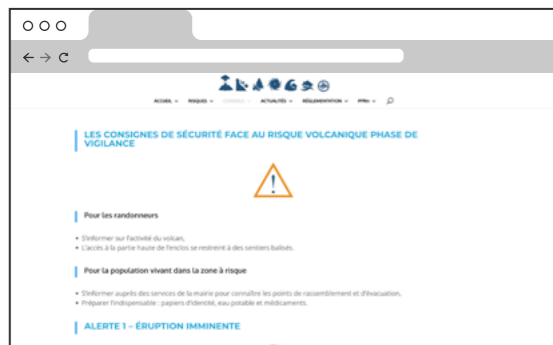 ACCUEIL RISQUES CONSEILS ACTUALITÉS RÉGLEMENTATION PPRn
LES CONSIGNES DE SÉCURITÉ FACE AU RISQUE VOLCANIQUE PHASE DE
VIGILANCE
Pour les randonneurs
S'informer sur l'activité du volcan,
L'accès à la partie haute de l'enclos se restreint à des sentiers balisés.
Pour la population vivant dans la zone à risque
S'informer auprès des services de la mairie pour connaître les points de rassemblement et d'évacuation,
Préparer l'indispensable : papiers d'identité, eau potable et médicaments.
ALERTE 1 – ÉRUPTION IMMINENTE